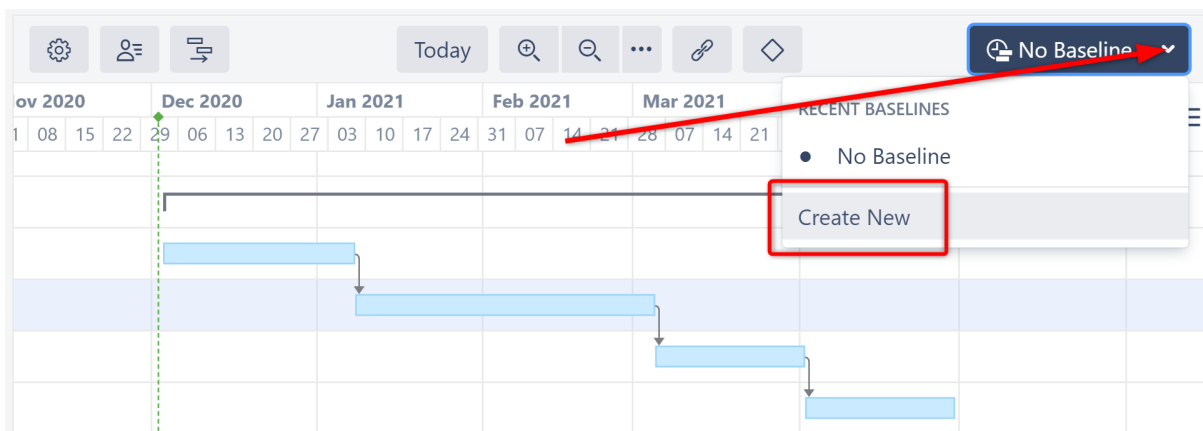 Today
No Baseline
ov 2020 Dec 2020 Jan 2021 Feb 2021 Mar 2021
1 08 15 22 29 06 13 20 27 03 10 17 24 31 07 14 21 28 07 14 21
RECENT BASELINES
No Baseline
Create New